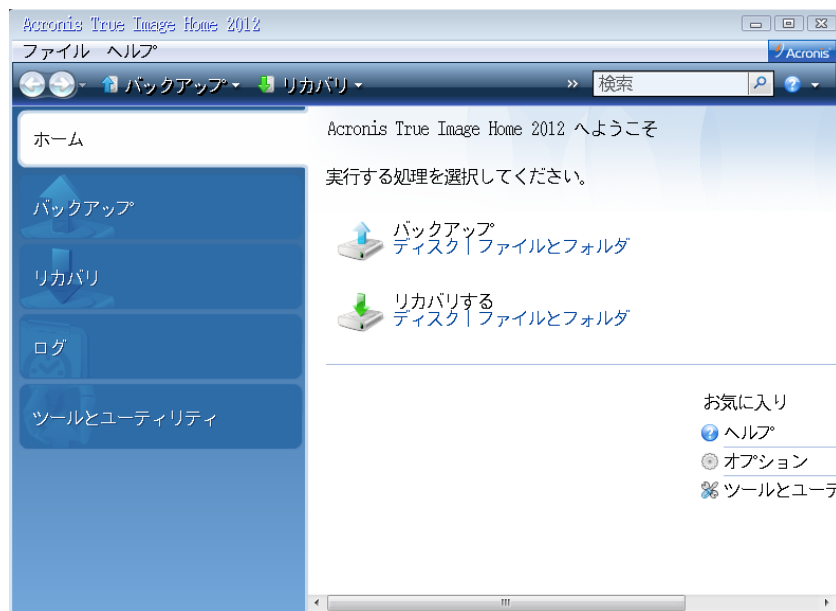 Acronis True Image Home 2012
ファイル ヘルプ
Acronis
バックアップ リカバリ » 検索
ホーム
バックアップ
リカバリ
ログ
ツールとユーティリティ
Acronis True Image Home 2012 へようこそ
実行する処理を選択してください。
バックアップ
ディスク | ファイルとフォルダ
リカバリする
ディスク | ファイルとフォルダ
お気に入り
ヘルプ
オプション
ツールとユーテ